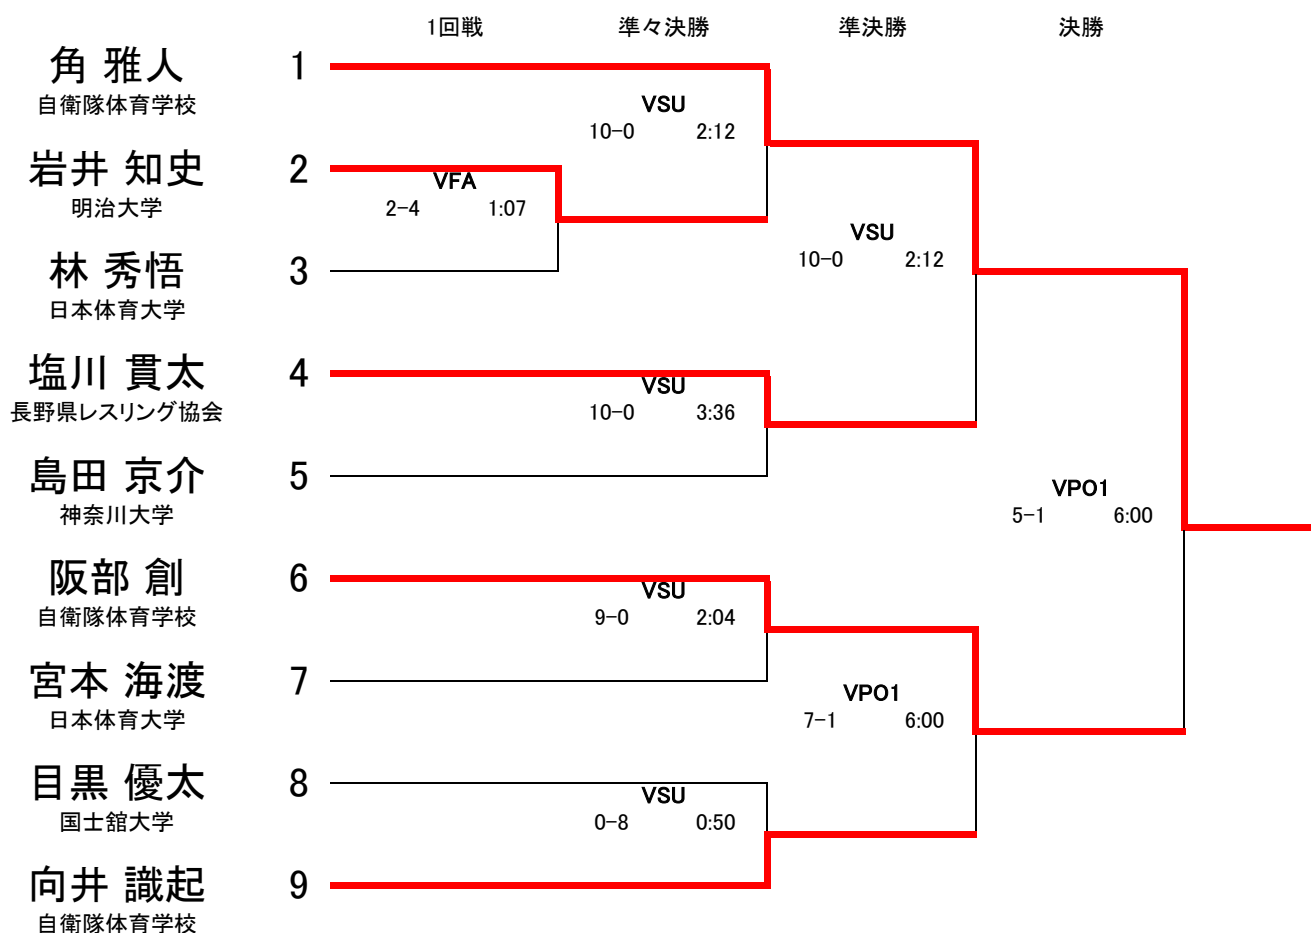 1回戦 準々決勝 準決勝 決勝
角 雅人 1
自衛隊体育学校
VSU
10-0 2:12
岩井 知史 2
明治大学
VFA
2-4 1:07
VSU
10-0 2:12
林 秀悟 3
日本体育大学
塩川 貫太 4
長野県レスリング協会
VSU
10-0 3:36
島田 京介 5
神奈川大学
VPO1
5-1 6:00
阪部 創 6
自衛隊体育学校
VSU
9-0 2:04
宮本 海渡 7
日本体育大学
VPO1
7-1 6:00
目黒 優太 8
国士舘大学
VSU
0-8 0:50
向井 識起 9
自衛隊体育学校